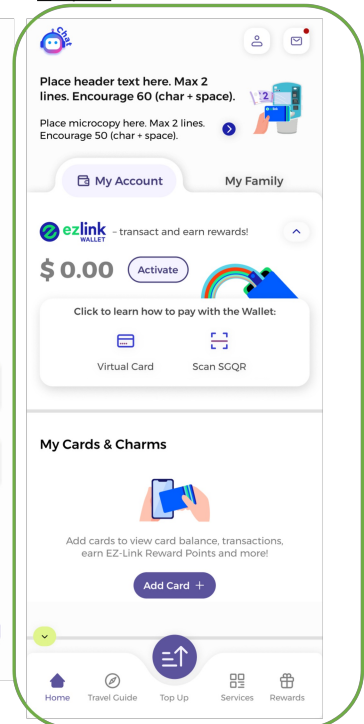 Chat
Place header text here. Max 2
lines. Encourage 60 (char + space).
Place microcopy here. Max 2 lines.
Encourage 50 (char + space).
2
My Account
My Family
ezlink – transact and earn rewards!
WALLET
$ 0.00
Activate
Click to learn how to pay with the Wallet:
Virtual Card
Scan SGQR
My Cards & Charms
Add cards to view card balance, transactions,
earn EZ-Link Reward Points and more!
Add Card +
Home
Travel Guide
Top Up
Services
Rewards